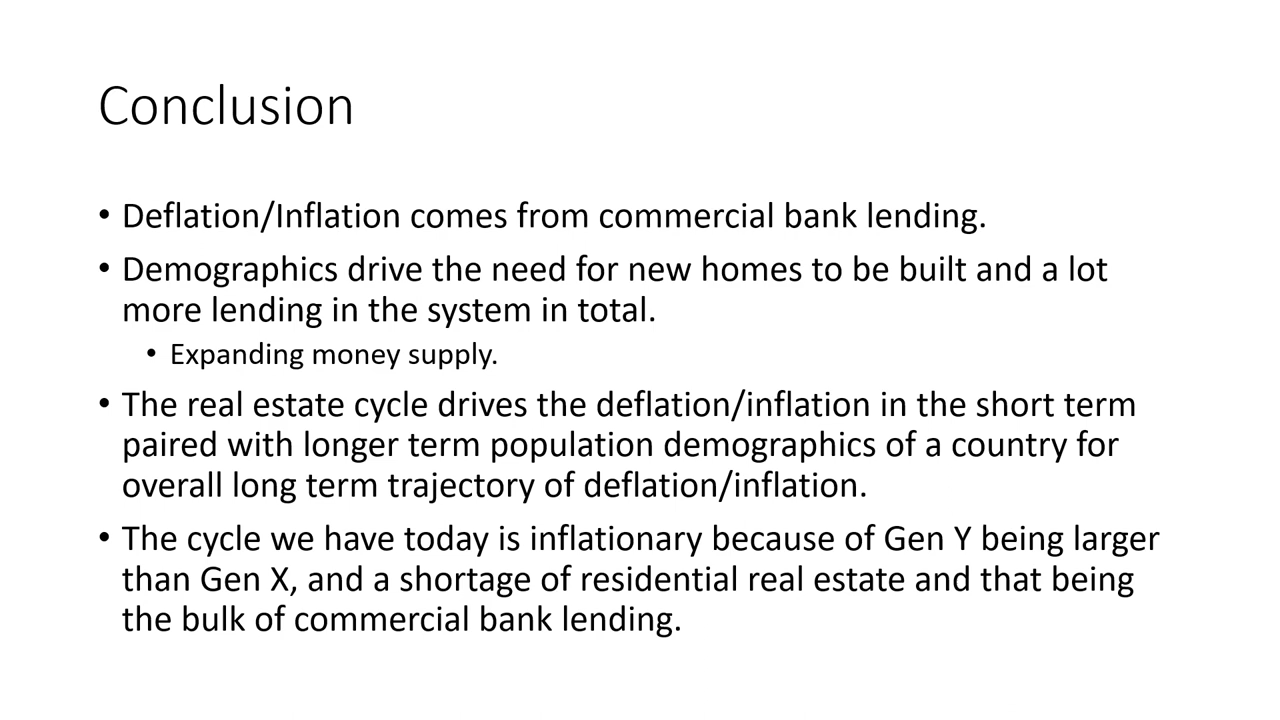 Conclusion
• Deflation/Inflation comes from commercial bank lending.
• Demographics drive the need for new homes to be built and a lot
more lending in the system in total.
• Expanding money supply.
• The real estate cycle drives the deflation/inflation in the short term
paired with longer term population demographics of a country for
overall long term trajectory of deflation/inflation.
• The cycle we have today is inflationary because of Gen Y being larger
than Gen X, and a shortage of residential real estate and that being
the bulk of commercial bank lending.